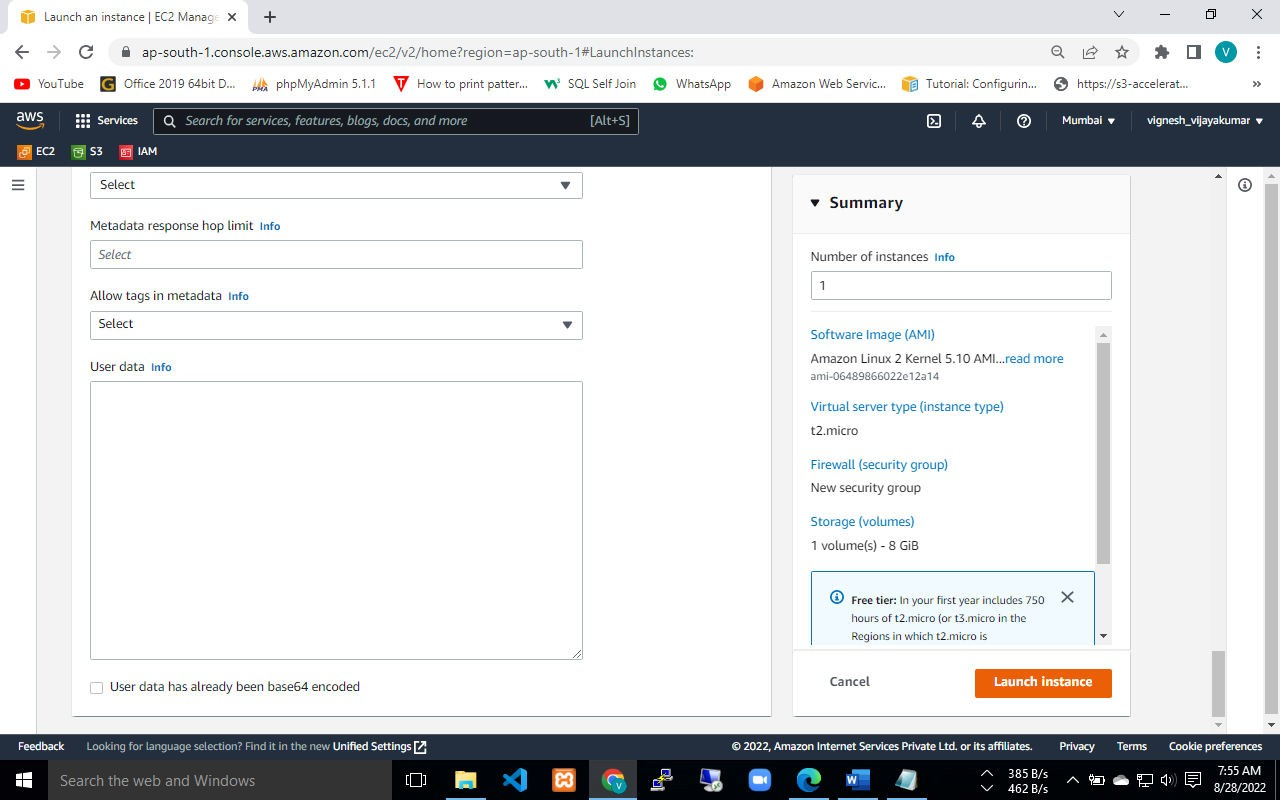 Launch an instance | EC2 Manage
ap-south-1.console.aws.amazon.com/ec2/v2/home?region=ap-south-1#LaunchInstances:
V
YouTube
Office 2019 64bit D...
phpMyAdmin 5.1.1
How to print patter...
SQL Self Join
WhatsApp
Amazon Web Servic...
Tutorial: Configurin...
https://s3-accelerat...
»
aws
Services
Search for services, features, blogs, docs, and more
[Alt+S]
Mumbai
vignesh_vijayakumar
EC2
S3
IAM
Select
Metadata response hop limit Info
Select
Allow tags in metadata Info
Select
User data Info
User data has already been base64 encoded
Summary
Number of instances Info
1
Software Image (AMI)
Amazon Linux 2 Kernel 5.10 AMI...read more
ami-06489866022e12a14
Virtual server type (instance type)
t2.micro
Firewall (security group)
New security group
Storage (volumes)
1 volume(s) - 8 GiB
Free tier: In your first year includes 750
hours of t2.micro (or t3.micro in the
Regions in which t2.micro is
Cancel
Launch instance
Feedback
Looking for language selection? Find it in the new Unified Settings
© 2022, Amazon Internet Services Private Ltd. or its affiliates.
Privacy
Terms
Cookie preferences
Search the web and Windows
385 B/s
462 B/s
7:55 AM
8/28/2022